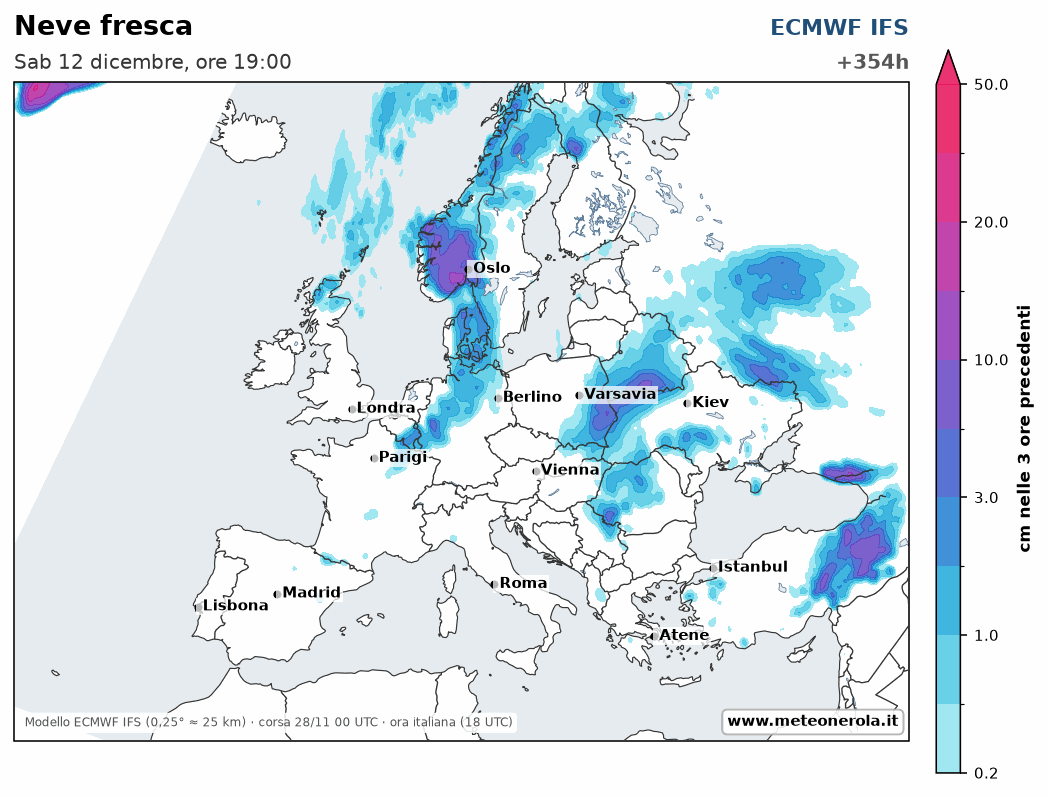 Neve fresca
ECMWF IFS
Sab 12 dicembre, ore 19:00
+354h
50.0
20.0
10.0
3.0
1.0
0.2
cm nelle 3 ore precedenti
Oslo
Berlino
Varsavia
Kiev
Londra
Parigi
Vienna
Istanbul
Roma
Madrid
Lisbona
Atene
Modello ECMWF IFS (0,25° ≈ 25 km) · corsa 28/11 00 UTC · ora italiana (18 UTC)
www.meteonerola.it